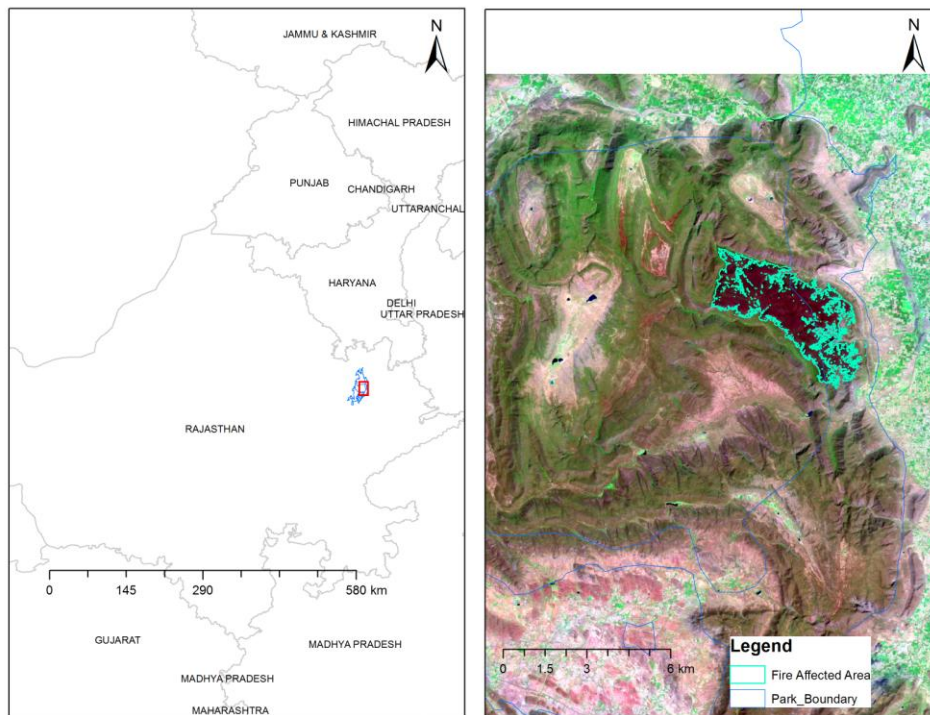 N
JAMMU & KASHMIR
HIMACHAL PRADESH
PUNJAB
CHANDIGARH
UTTARANCHAL
HARYANA
DELHI
UTTAR PRADESH
RAJASTHAN
0 145 290 580 km
GUJARAT
MADHYA PRADESH
MADHYA PRADESH
MAHARASHTRA
N
0 1.5 3 6 km
Legend
Fire Affected Area
Park_Boundary